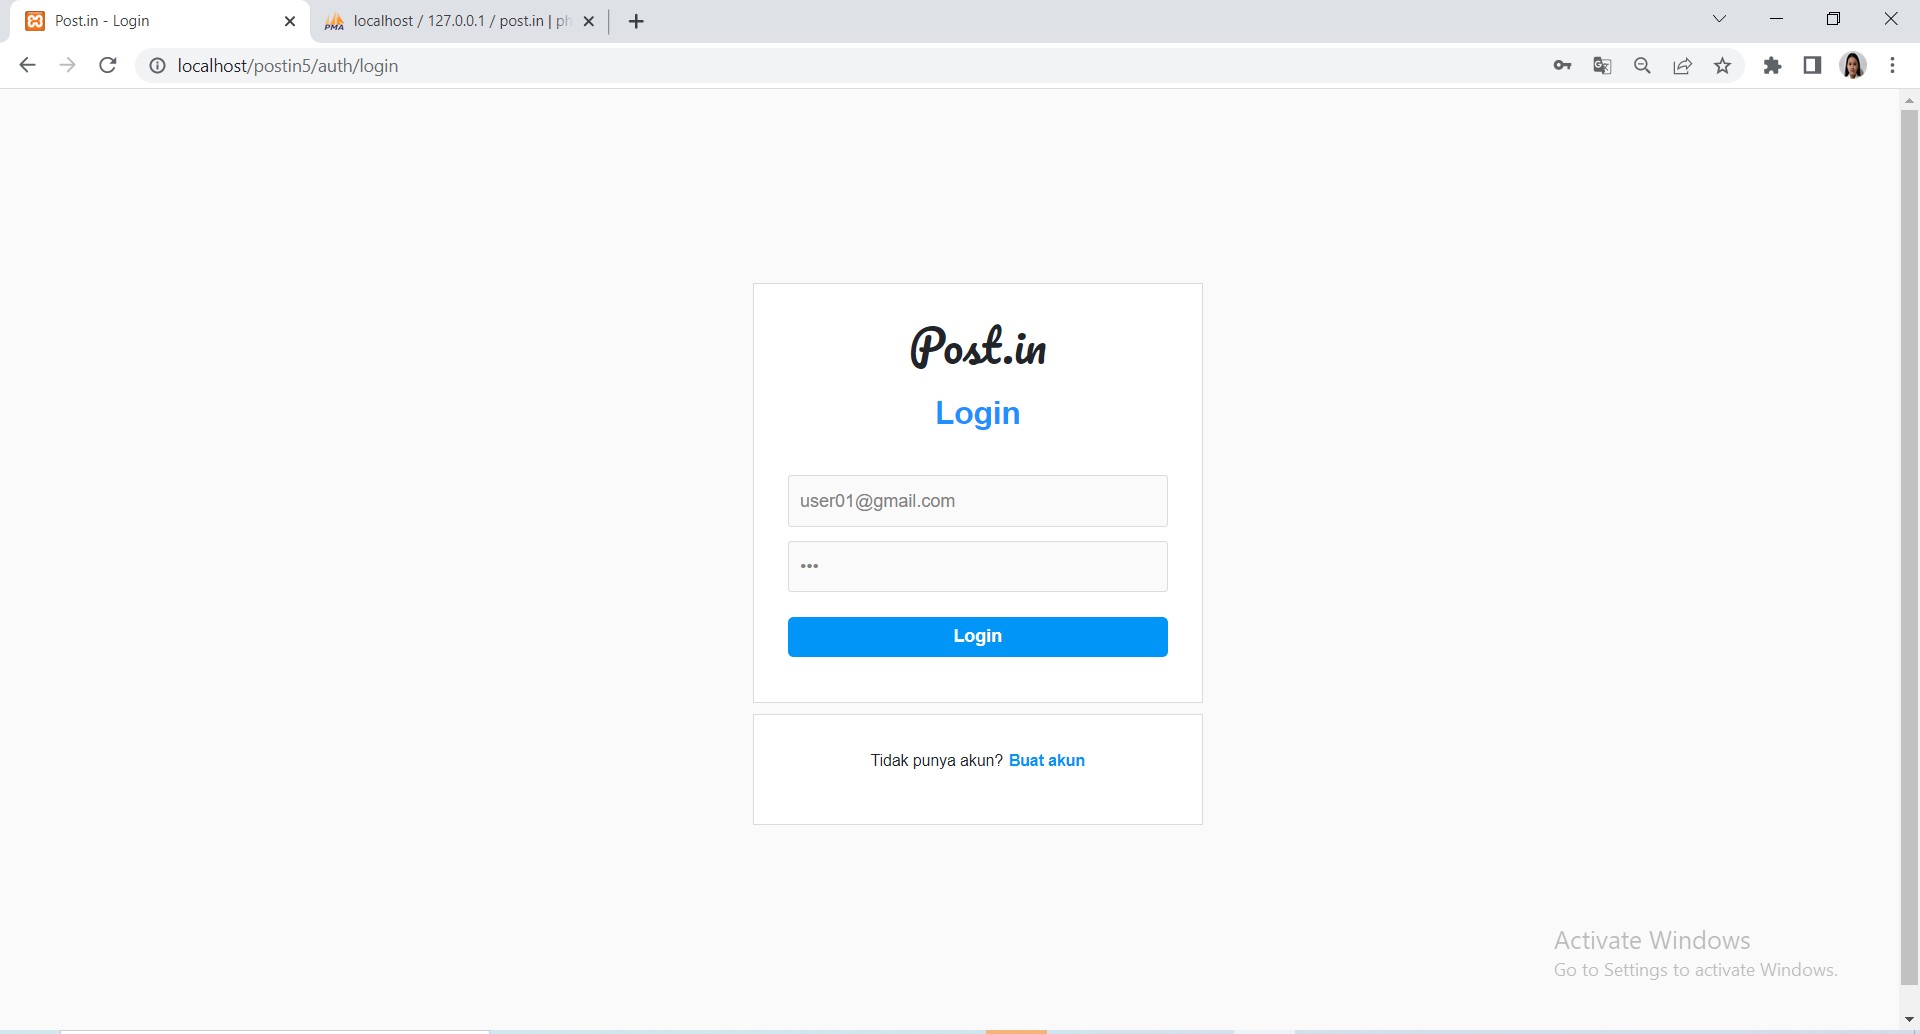 Post.in - Login
localhost / 127.0.0.1 / post.in | ph
localhost/postin5/auth/login
Post.in
Login
user01@gmail.com
•••
Login
Tidak punya akun? Buat akun
Activate Windows
Go to Settings to activate Windows.